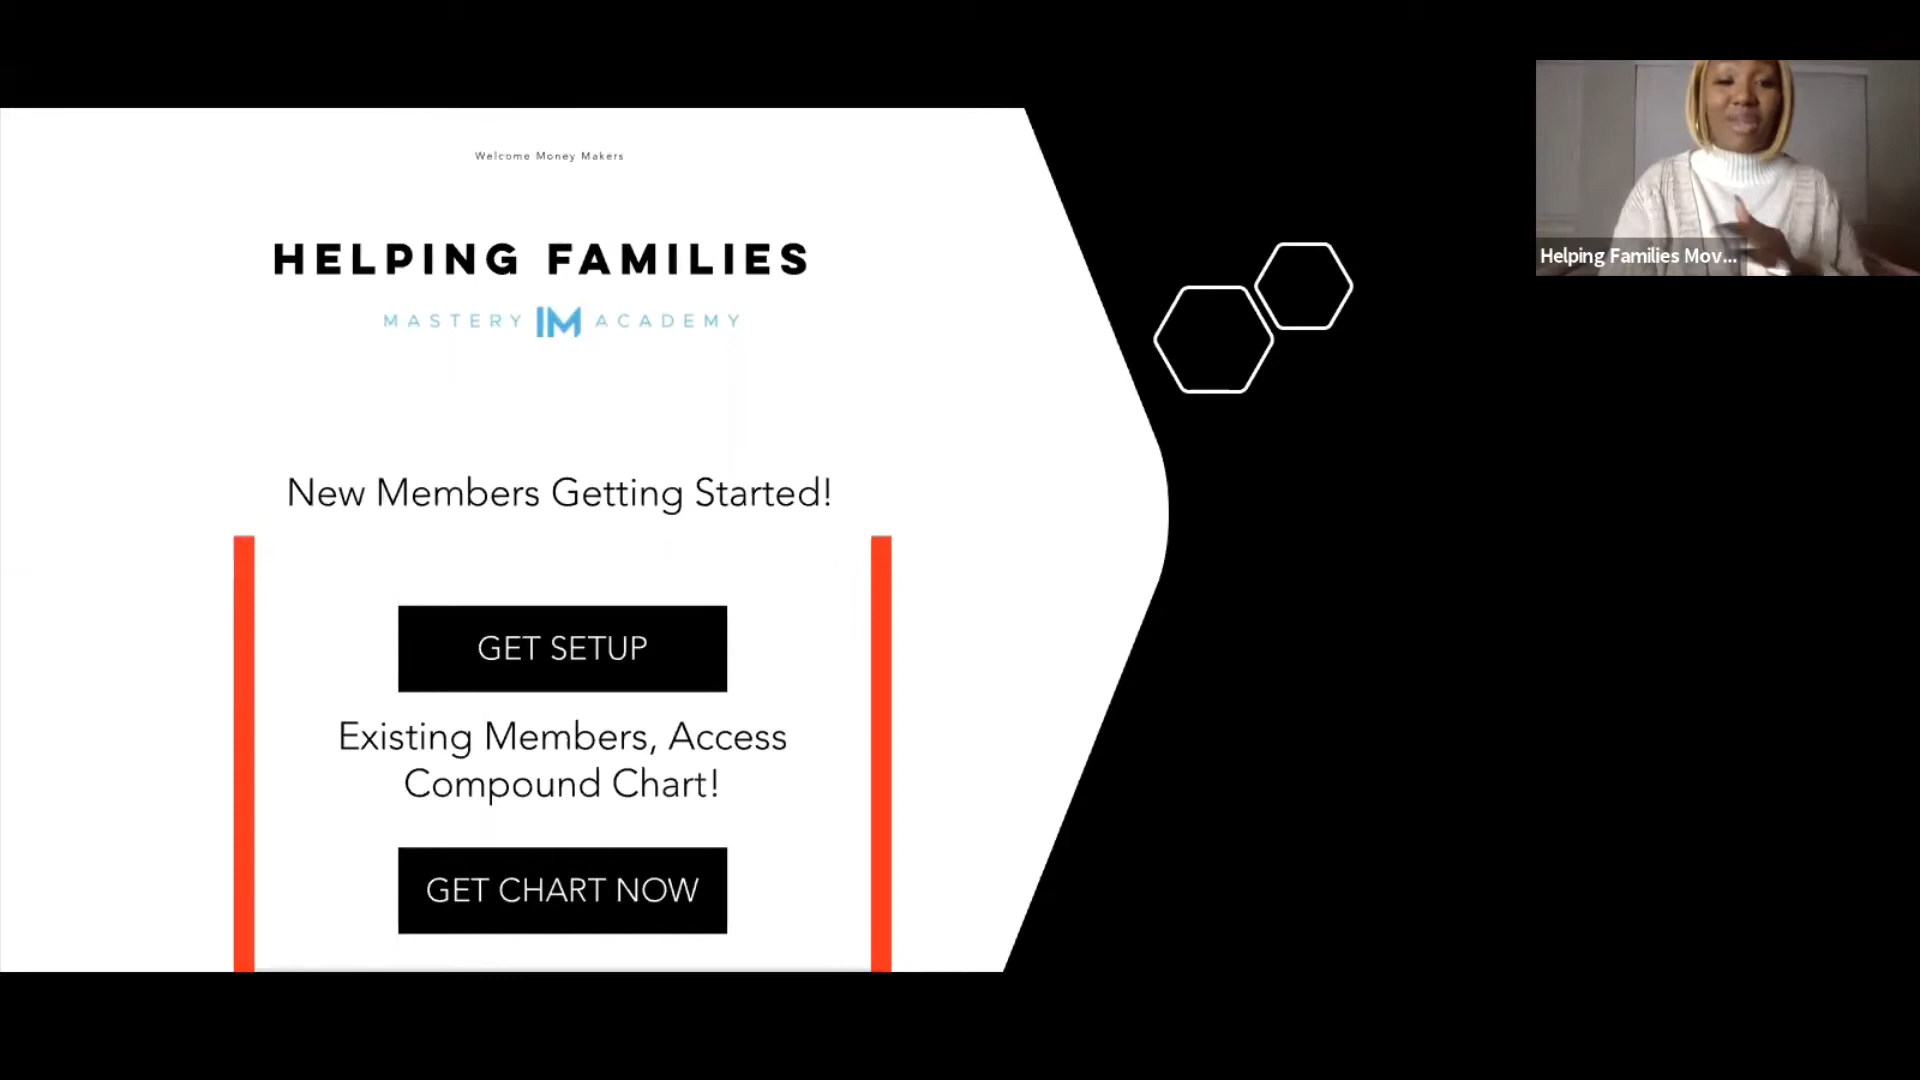 Welcome Money Makers
HELPING FAMILIES
MASTERY IM ACADEMY
New Members Getting Started!
GET SETUP
Existing Members, Access
Compound Chart!
GET CHART NOW
Helping Families Mov...